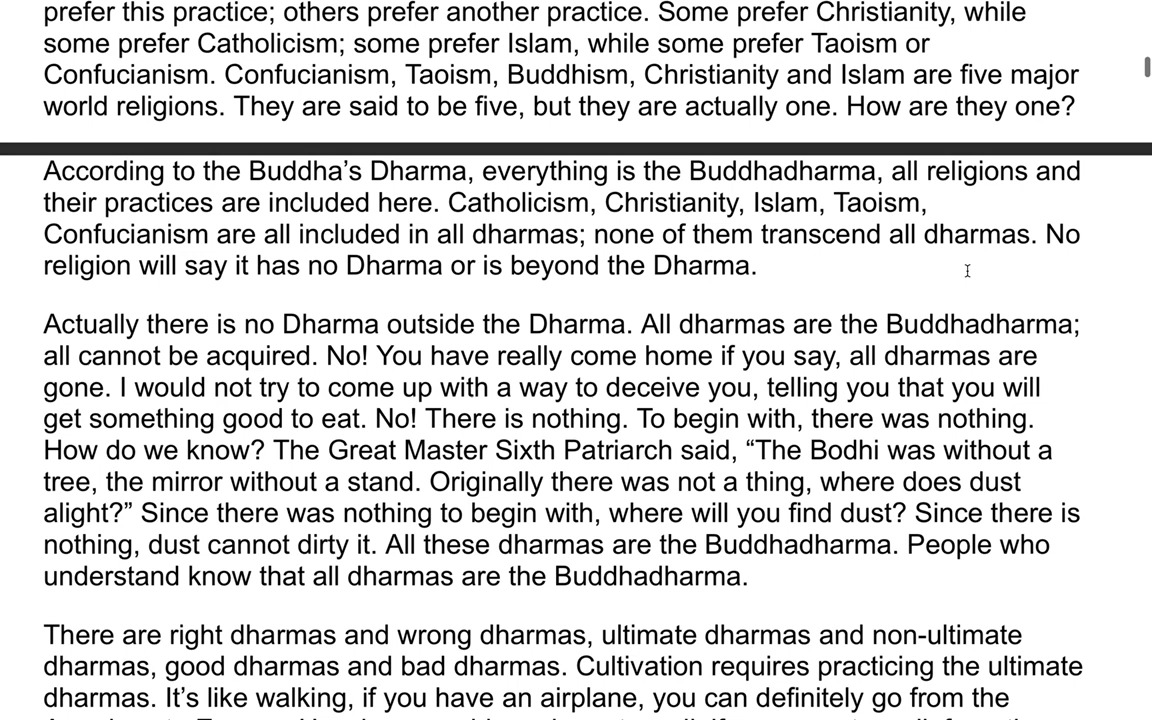 prefer this practice; others prefer another practice. Some prefer Christianity, while
some prefer Catholicism; some prefer Islam, while some prefer Taoism or
Confucianism. Confucianism, Taoism, Buddhism, Christianity and Islam are five major
world religions. They are said to be five, but they are actually one. How are they one?
According to the Buddha’s Dharma, everything is the Buddhadharma, all religions and
their practices are included here. Catholicism, Christianity, Islam, Taoism,
Confucianism are all included in all dharmas; none of them transcend all dharmas. No
religion will say it has no Dharma or is beyond the Dharma.
Actually there is no Dharma outside the Dharma. All dharmas are the Buddhadharma;
all cannot be acquired. No! You have really come home if you say, all dharmas are
gone. I would not try to come up with a way to deceive you, telling you that you will
get something good to eat. No! There is nothing. To begin with, there was nothing.
How do we know? The Great Master Sixth Patriarch said, “The Bodhi was without a
tree, the mirror without a stand. Originally there was not a thing, where does dust
alight?” Since there was nothing to begin with, where will you find dust? Since there is
nothing, dust cannot dirty it. All these dharmas are the Buddhadharma. People who
understand know that all dharmas are the Buddhadharma.
There are right dharmas and wrong dharmas, ultimate dharmas and non-ultimate
dharmas, good dharmas and bad dharmas. Cultivation requires practicing the ultimate
dharmas. It’s like walking, if you have an airplane, you can definitely go from the